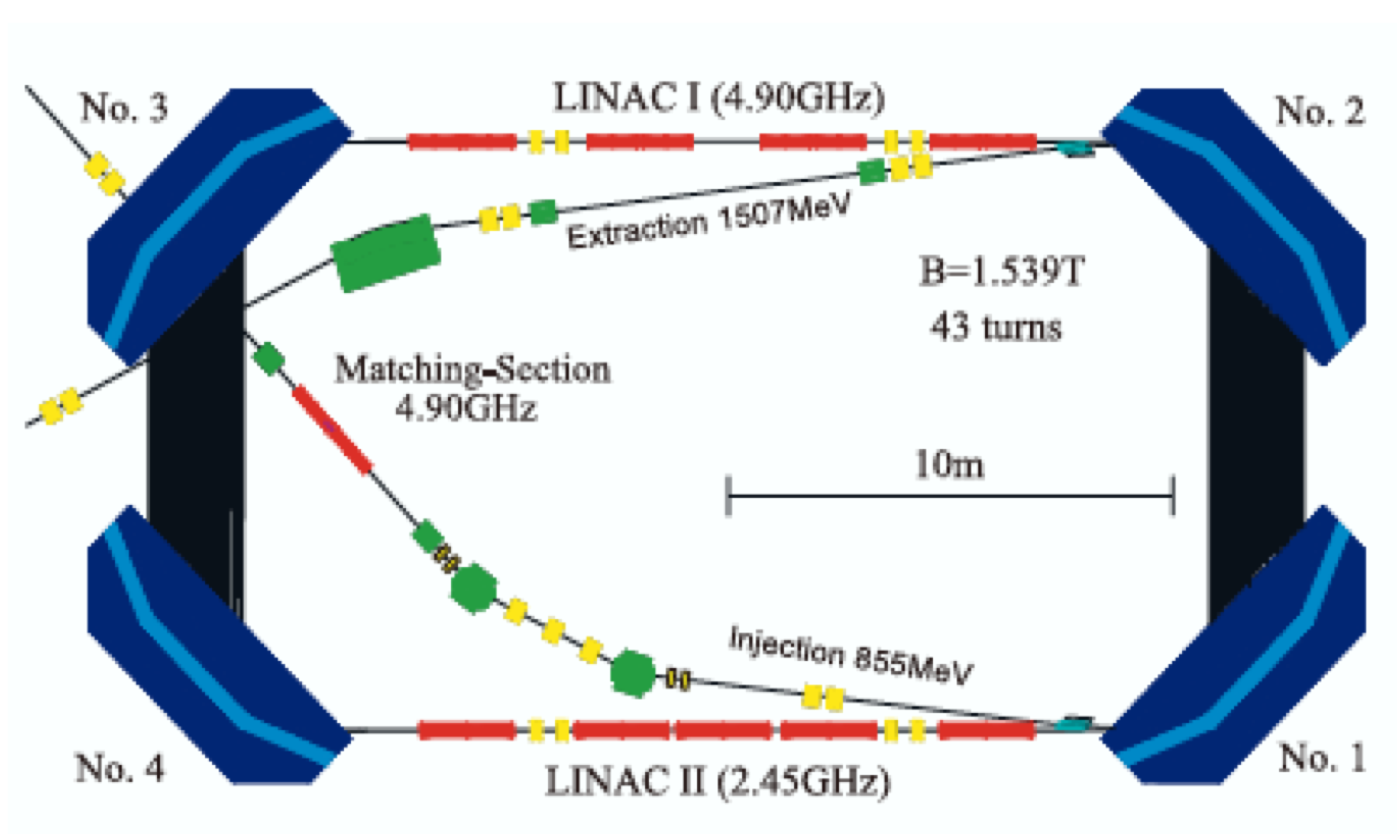 LINAC I (4.90GHz)
No. 3
No. 2
Extraction 1507MeV
B=1.539T
43 turns
Matching-Section
4.90GHz
10m
Injection 855MeV
No. 4
LINAC II (2.45GHz)
No. 1